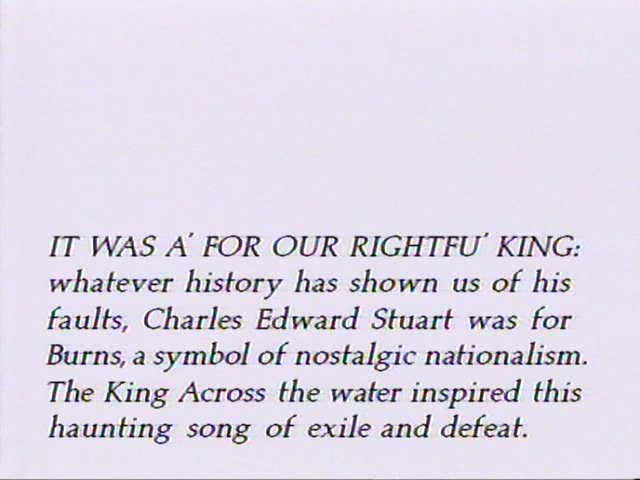 IT WAS A' FOR OUR RIGHTFU' KING:
whatever history has shown us of his
faults, Charles Edward Stuart was for
Burns, a symbol of nostalgic nationalism.
The King Across the water inspired this
haunting song of exile and defeat.